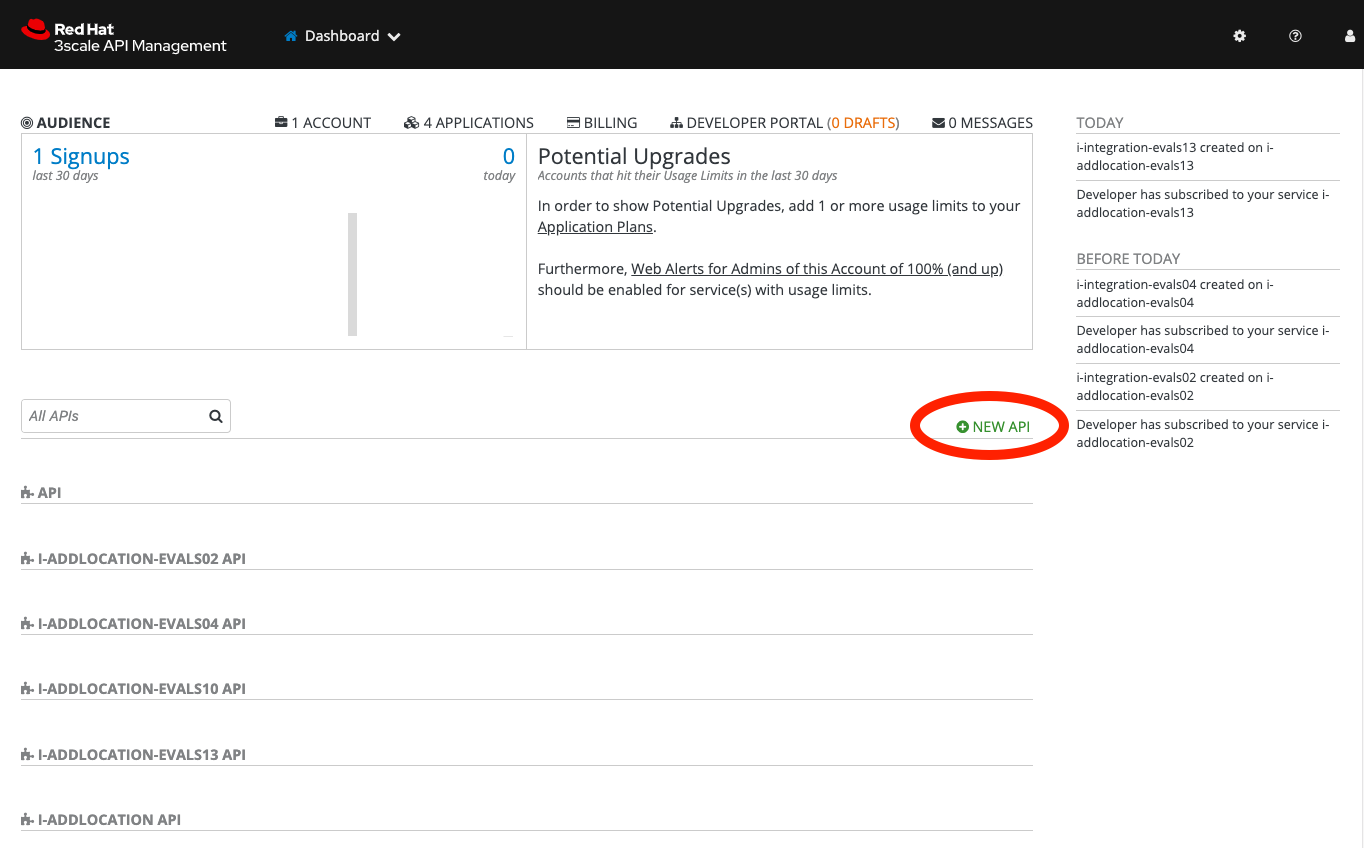 Red Hat
3scale API Management
Dashboard
AUDIENCE
1 ACCOUNT
4 APPLICATIONS
BILLING
DEVELOPER PORTAL (0 DRAFTS)
0 MESSAGES
1 Signups
last 30 days
0
today
Potential Upgrades
Accounts that hit their Usage Limits in the last 30 days
In order to show Potential Upgrades, add 1 or more usage limits to your
Application Plans.
Furthermore, Web Alerts for Admins of this Account of 100% (and up)
should be enabled for service(s) with usage limits.
TODAY
i-integration-evals13 created on i-
addlocation-evals13
Developer has subscribed to your service i-
addlocation-evals13
BEFORE TODAY
i-integration-evals04 created on i-
addlocation-evals04
Developer has subscribed to your service i-
addlocation-evals04
i-integration-evals02 created on i-
addlocation-evals02
Developer has subscribed to your service i-
addlocation-evals02
All APIs
NEW API
API
I-ADDLOCATION-EVALS02 API
I-ADDLOCATION-EVALS04 API
I-ADDLOCATION-EVALS10 API
I-ADDLOCATION-EVALS13 API
I-ADDLOCATION API